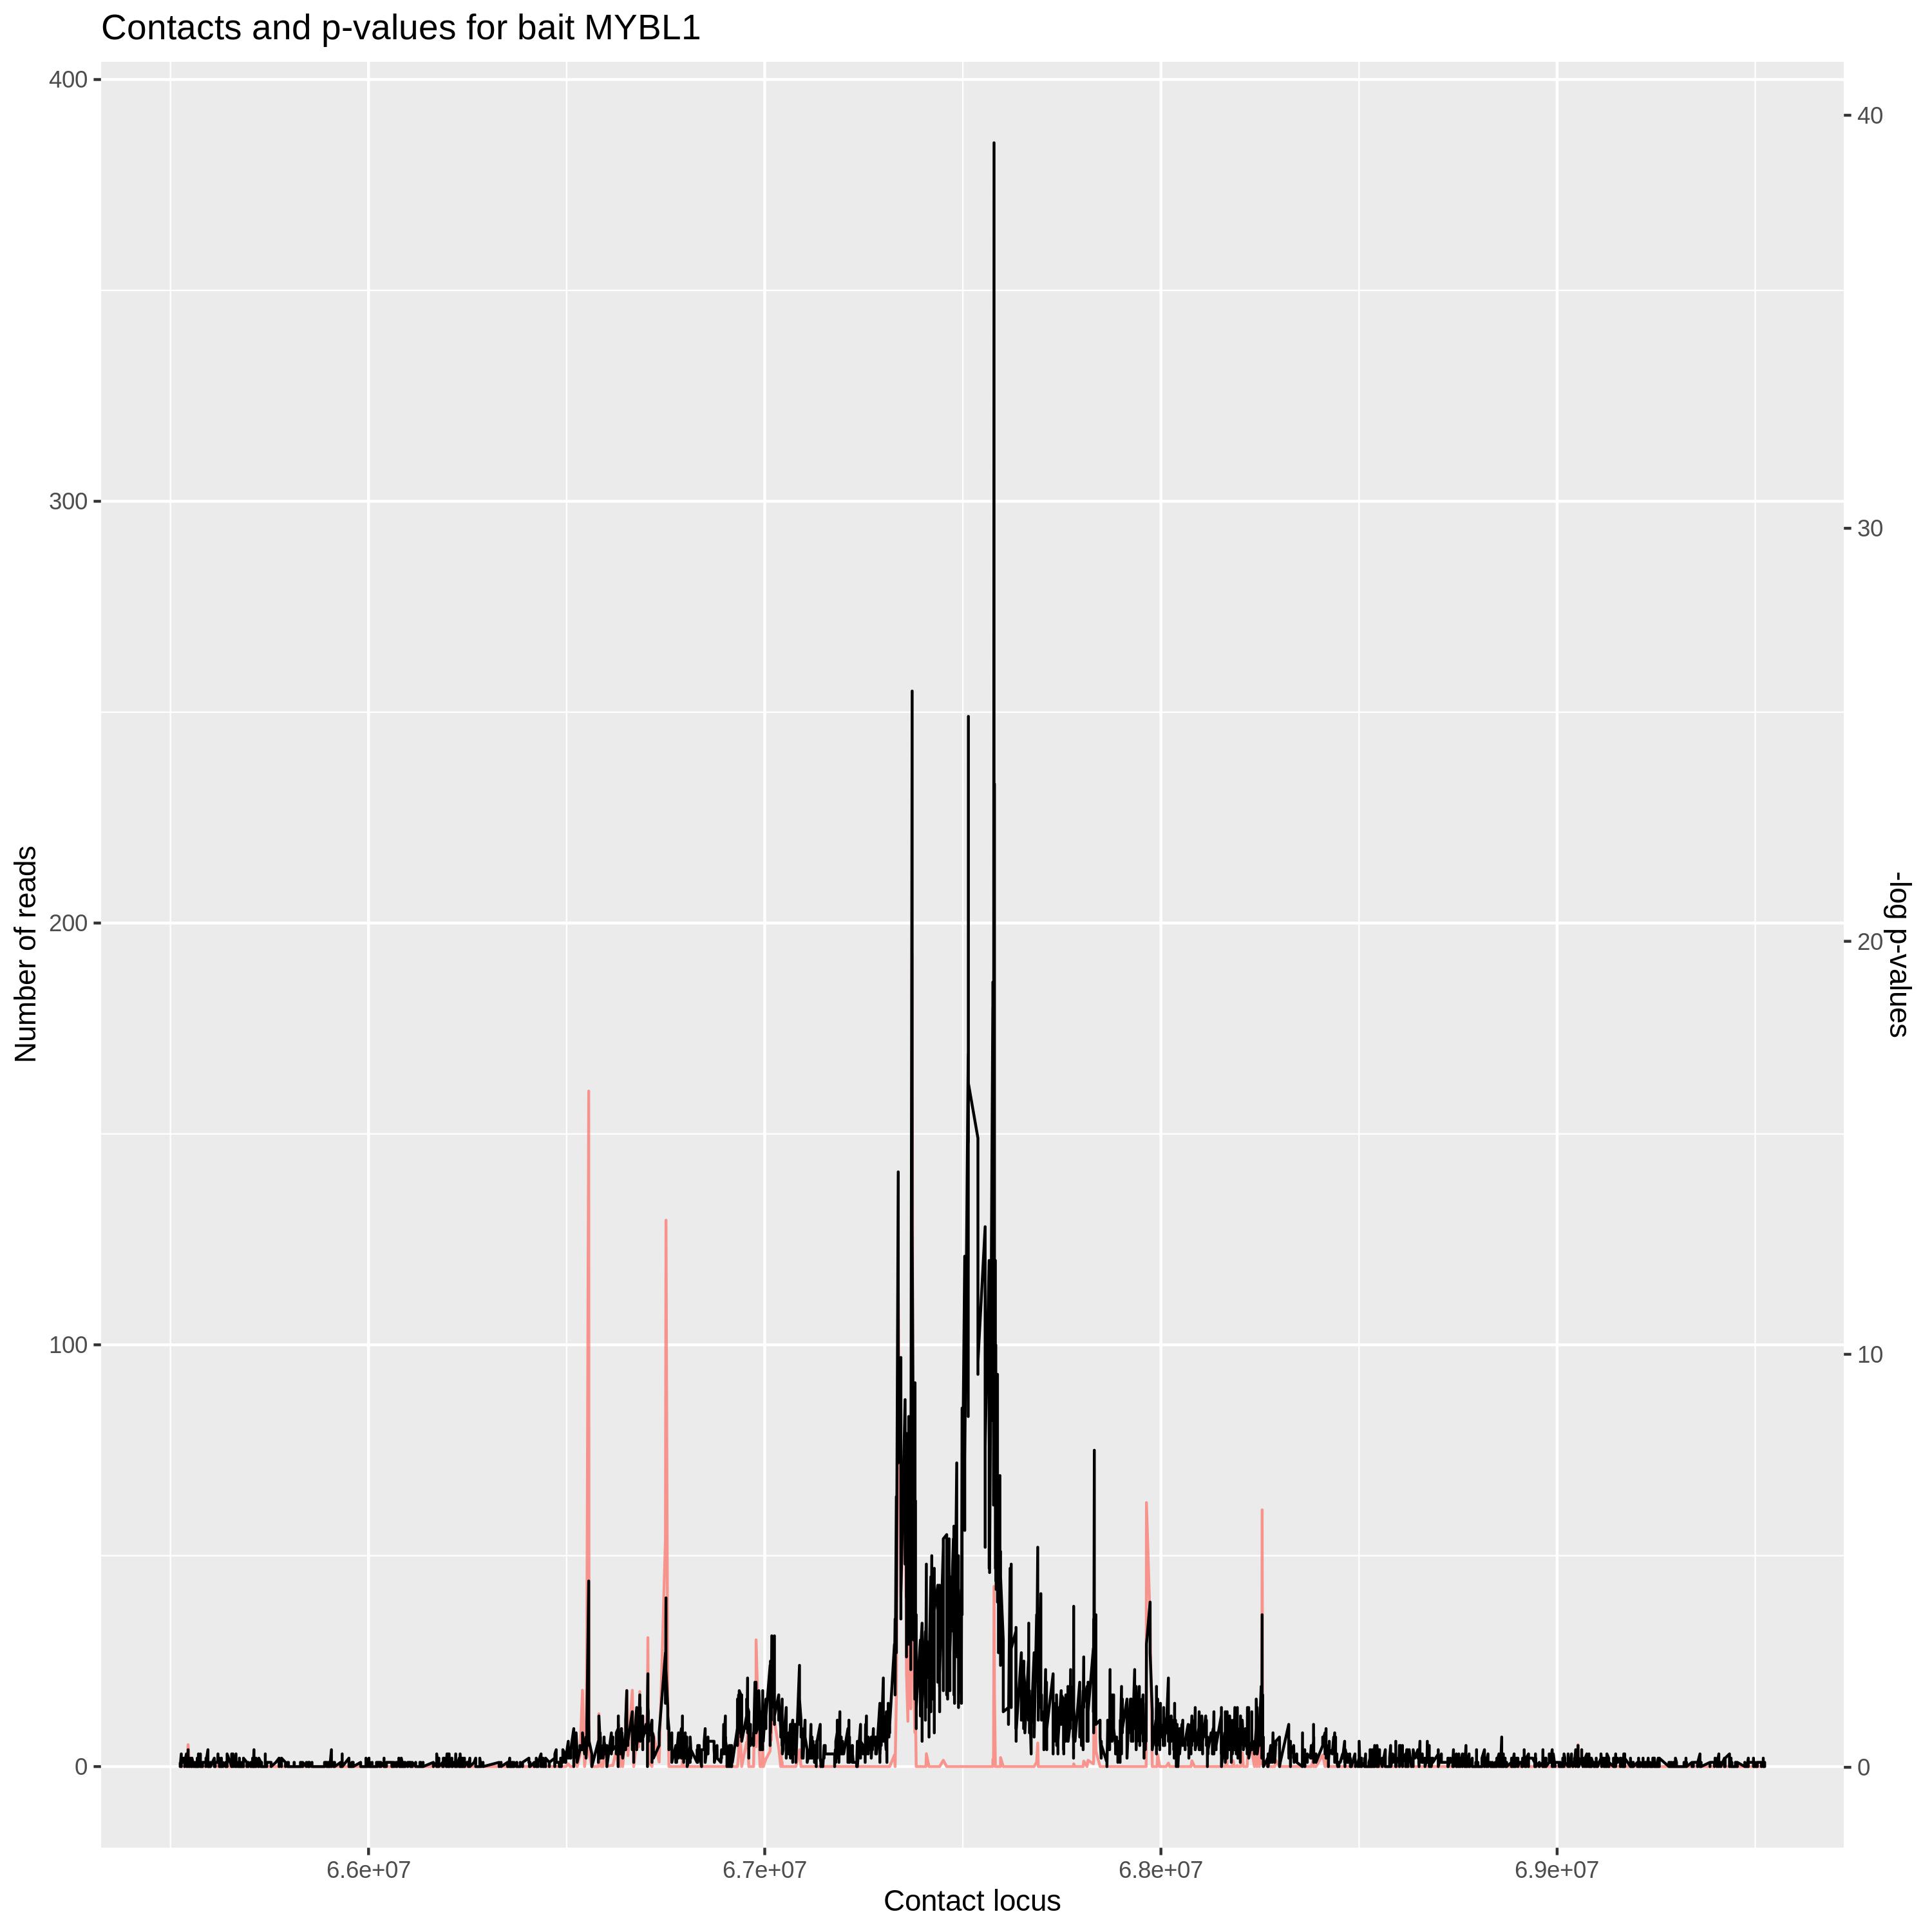 Contacts and p-values for bait MYBL1
400
300
200
100
0
Number of reads
40
30
20
10
0
-log p-values
6.6e+07
6.7e+07
6.8e+07
6.9e+07
Contact locus